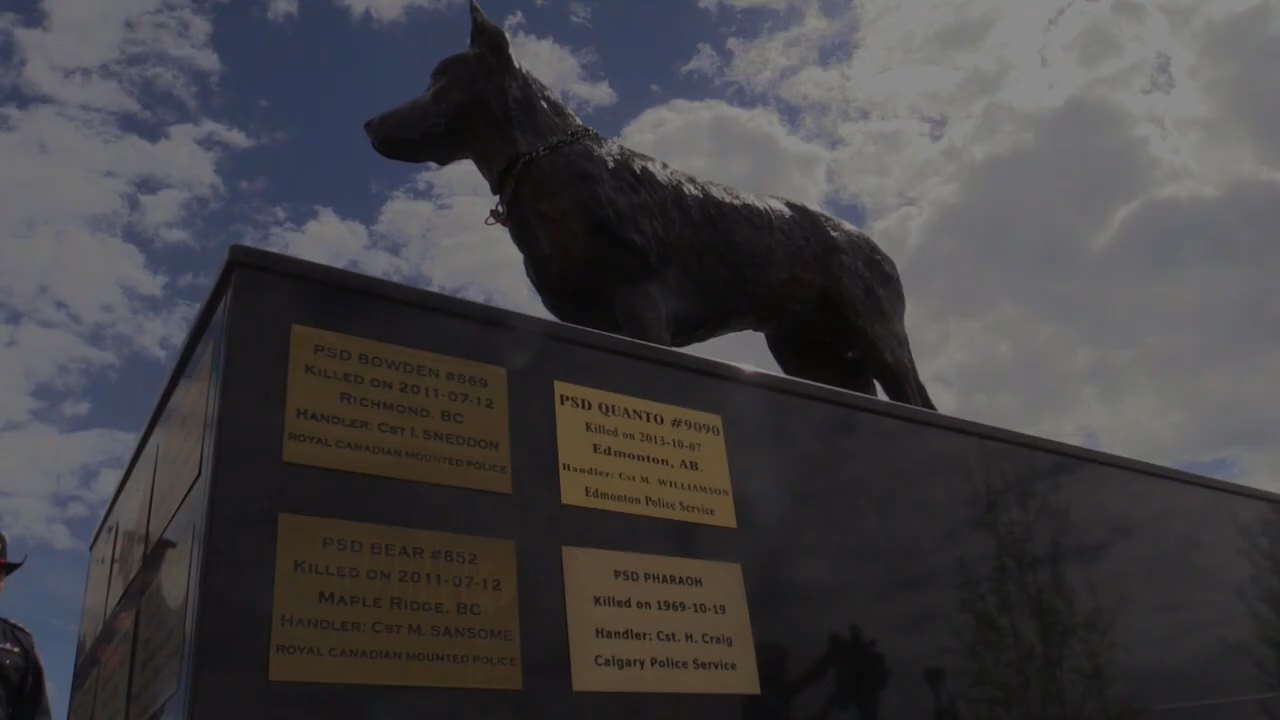 PSD BOWDEN #869
KILLED ON 2011-07-12
RICHMOND, BC
HANDLER: CST I. SNEDDON
ROYAL CANADIAN MOUNTED POLICE
PSD QUANTO #9090
Killed on 2013-10-07
Edmonton, AB.
Handler: Cst M. WILLIAMSON
Edmonton Police Service
PSD BEAR #852
KILLED ON 2011-07-12
MAPLE RIDGE, BC
HANDLER: CST M. SANSOME
ROYAL CANADIAN MOUNTED POLICE
PSD PHARAOH
Killed on 1969-10-19
Handler: Cst. H. Craig
Calgary Police Service